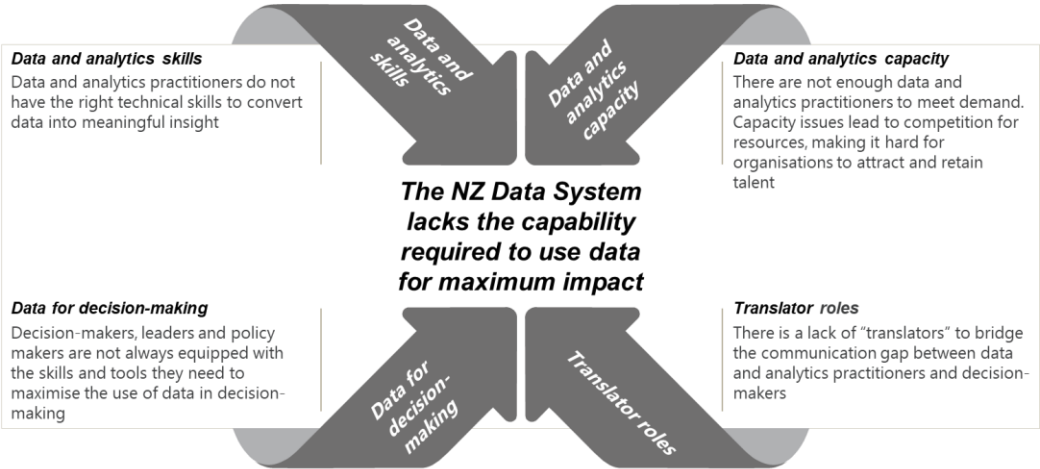 Data and analytics skills
Data and analytics practitioners do not
have the right technical skills to convert
data into meaningful insight
Data and
analytics
skills
Data and
analytics
capacity
Data and analytics capacity
There are not enough data and
analytics practitioners to meet demand.
Capacity issues lead to competition for
resources, making it hard for
organisations to attract and retain
talent
The NZ Data System
lacks the capability
required to use data
for maximum impact
Data for decision-making
Decision-makers, leaders and policy
makers are not always equipped with
the skills and tools they need to
maximise the use of data in decision-
making
Data for
decision-
making
Translator roles
Translator roles
There is a lack of “translators” to bridge
the communication gap between data
and analytics practitioners and decision-
makers